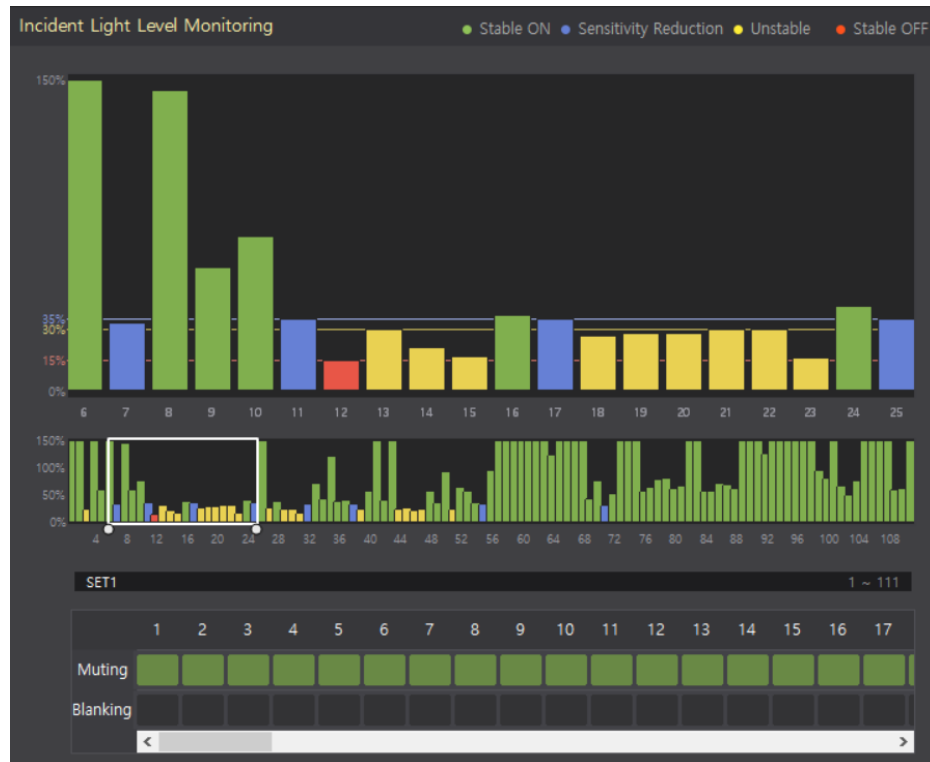 Incident Light Level Monitoring
Stable ON Sensitivity Reduction Unstable Stable OFF
150%
35%
30%
15%
0%
6 7 8 9 10 11 12 13 14 15 16 17 18 19 20 21 22 23 24 25
150%
100%
50%
0%
4 8 12 16 20 24 28 32 36 40 44 48 52 56 60 64 68 72 76 80 84 88 92 96 100 104 108
SET1 1 ~ 111
1 2 3 4 5 6 7 8 9 10 11 12 13 14 15 16 17
Muting
Blanking